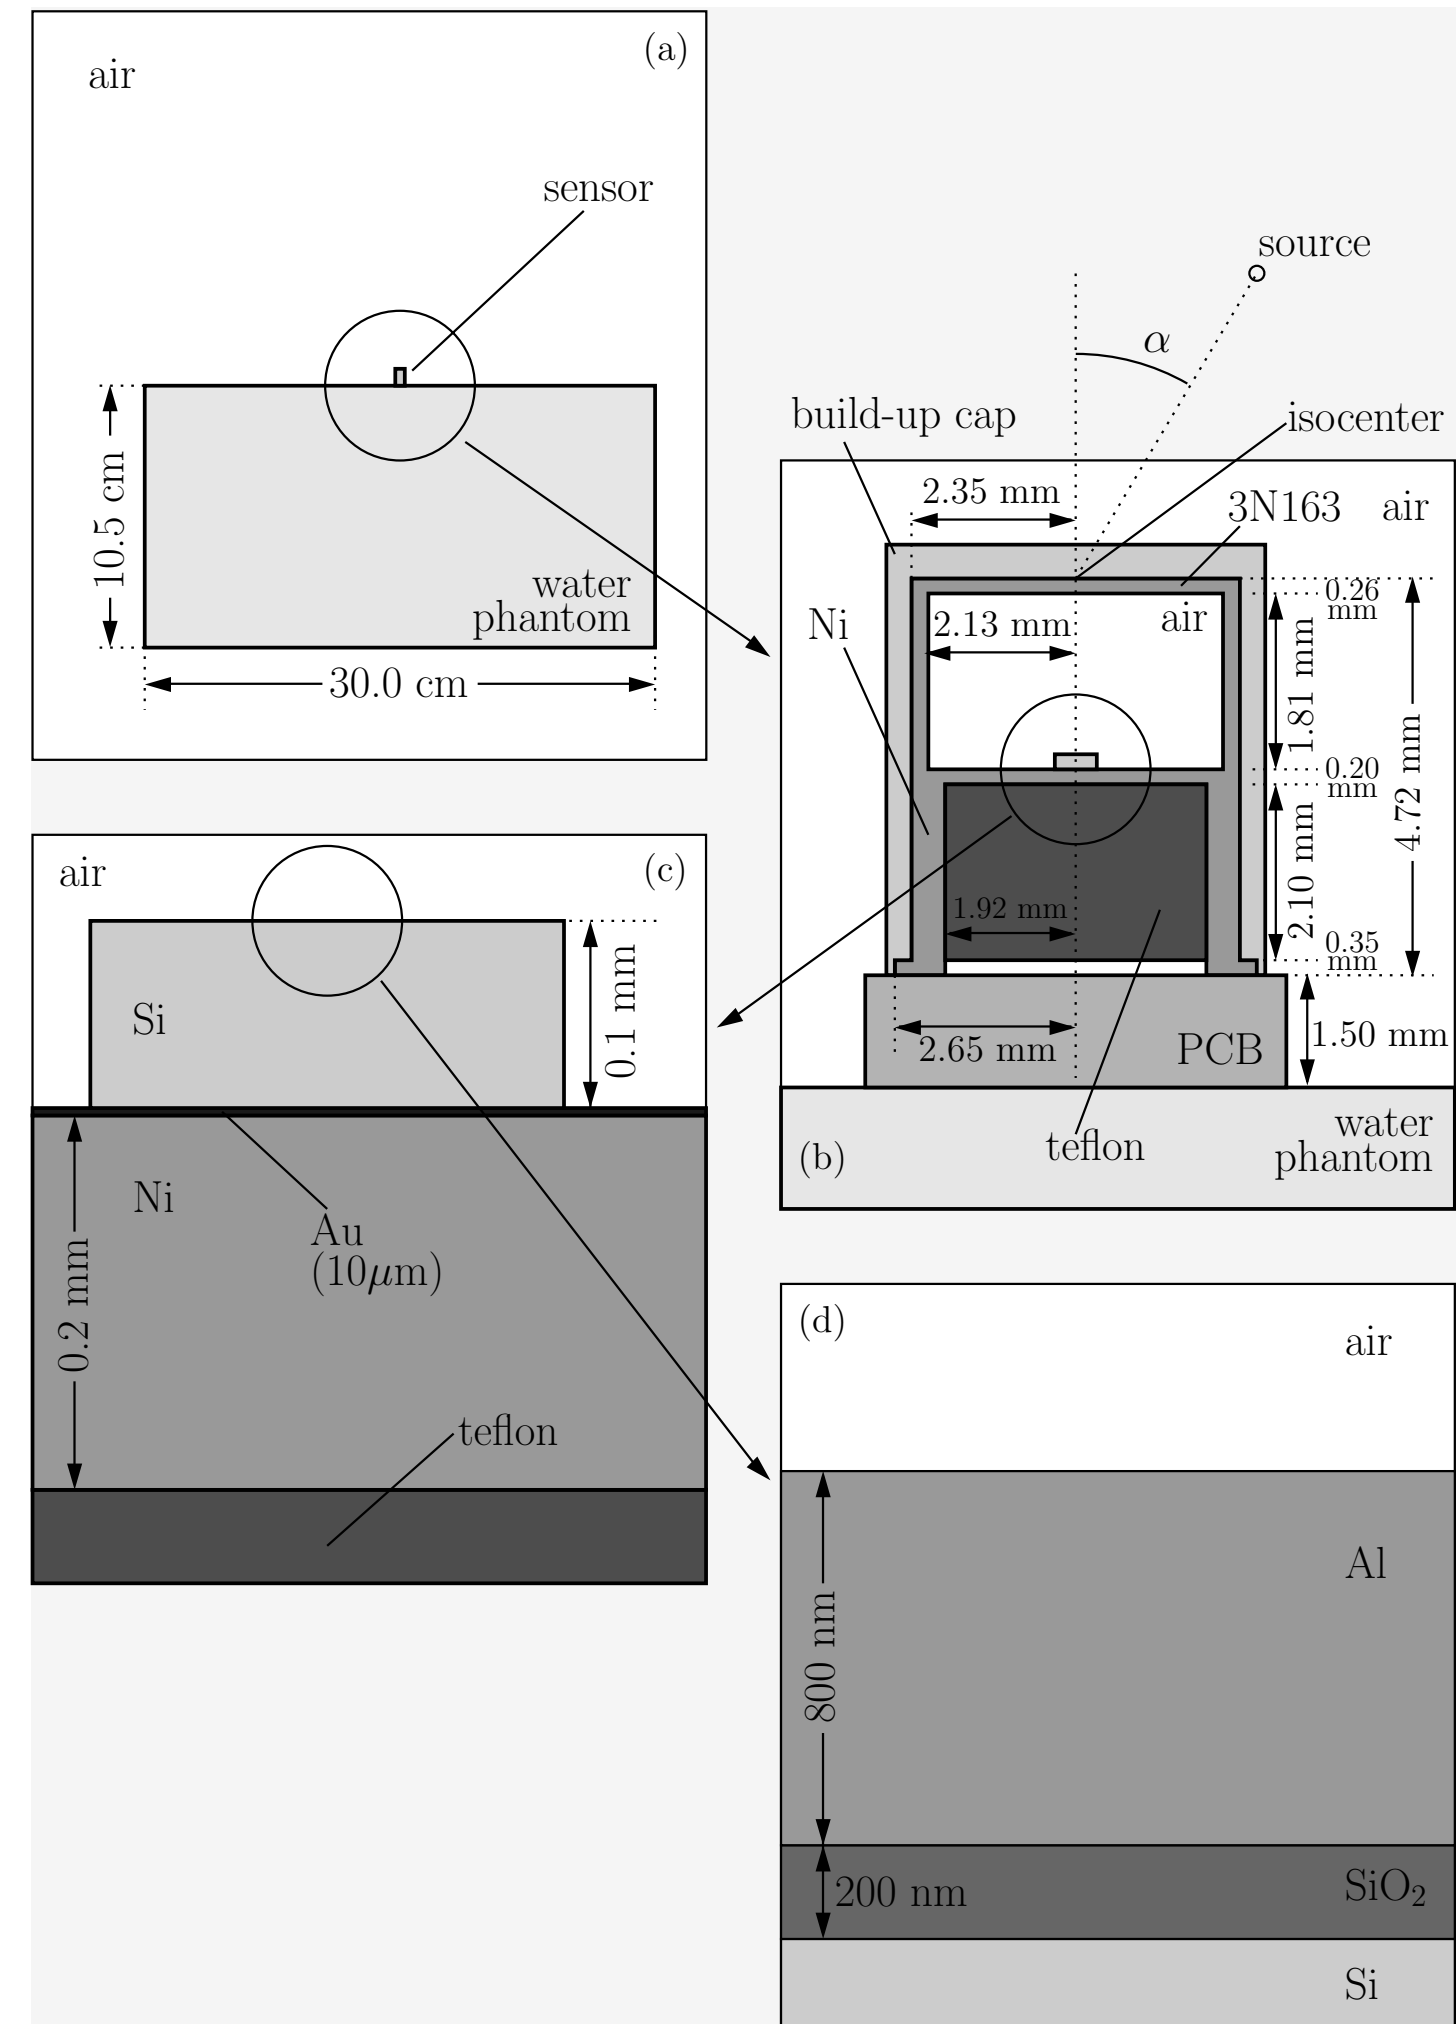 (a)
air
sensor
10.5 cm
water
phantom
30.0 cm
source
α
build-up cap
isocenter
2.35 mm
3N163
air
Ni
2.13 mm
air
0.26
mm
1.81 mm
0.20
mm
4.72 mm
2.10 mm
1.92 mm
0.35
mm
2.65 mm
PCB
1.50 mm
teflon
water
phantom
(b)
air
(c)
Si
0.1 mm
Ni
Au
(10μm)
0.2 mm
teflon
(d)
air
Al
800 nm
200 nm
SiO₂
Si